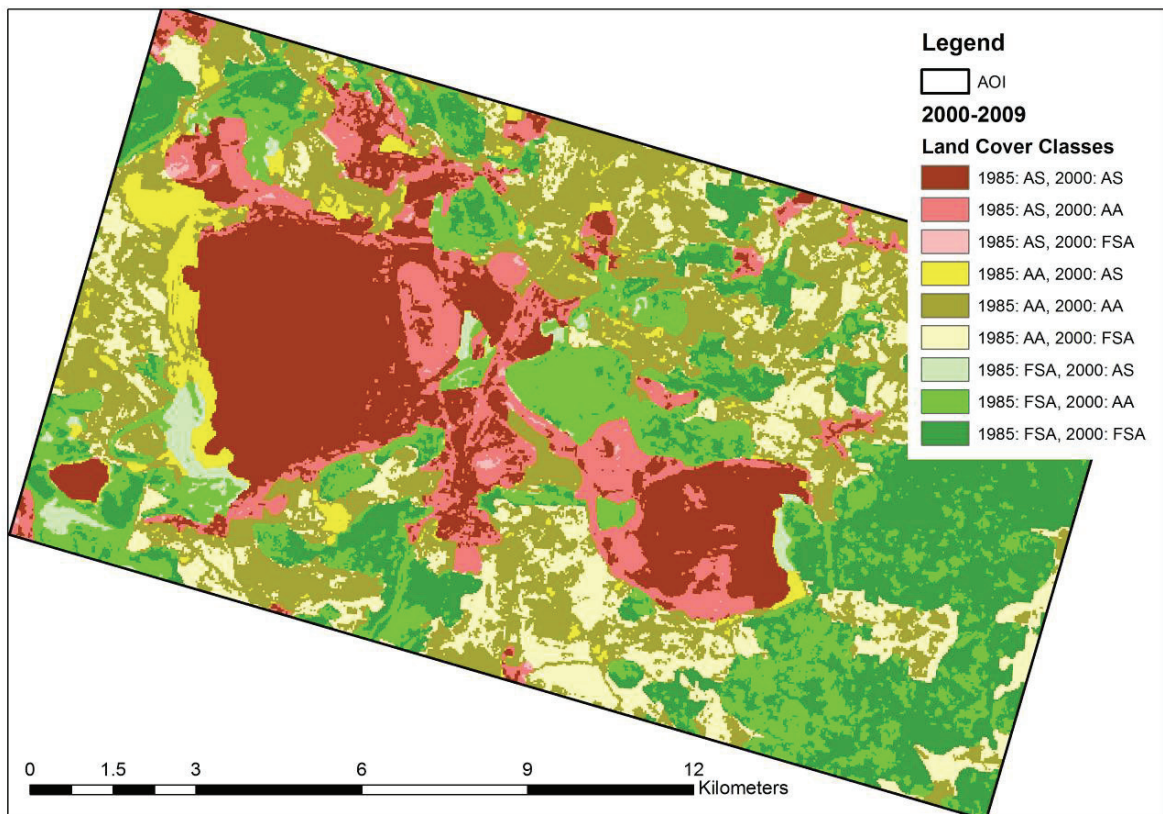 Legend
AOI
2000-2009
Land Cover Classes
1985: AS, 2000: AS
1985: AS, 2000: AA
1985: AS, 2000: FSA
1985: AA, 2000: AS
1985: AA, 2000: AA
1985: AA, 2000: FSA
1985: FSA, 2000: AS
1985: FSA, 2000: AA
1985: FSA, 2000: FSA
0 1.5 3 6 9 12
Kilometers